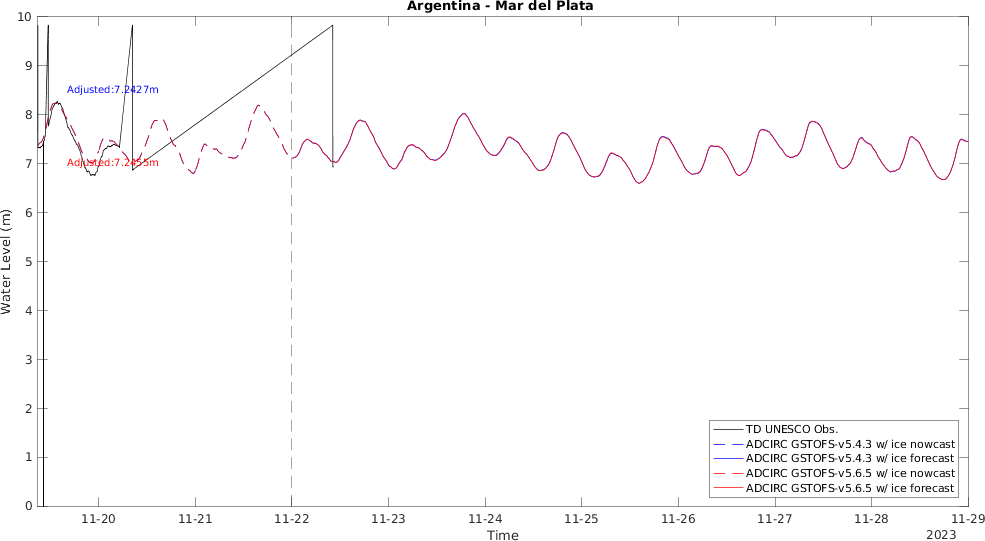 Argentina - Mar del Plata
10
9
8
7
6
5
4
3
2
1
0
Water Level (m)
Adjusted:7.2427m
TD UNESCO Obs.
ADCIRC GSTOFS-v5.4.3 w/ ice nowcast
ADCIRC GSTOFS-v5.4.3 w/ ice forecast
ADCIRC GSTOFS-v5.6.5 w/ ice nowcast
ADCIRC GSTOFS-v5.6.5 w/ ice forecast
11-20 11-21 11-22 11-23 11-24 11-25 11-26 11-27 11-28 11-29
Time
2023